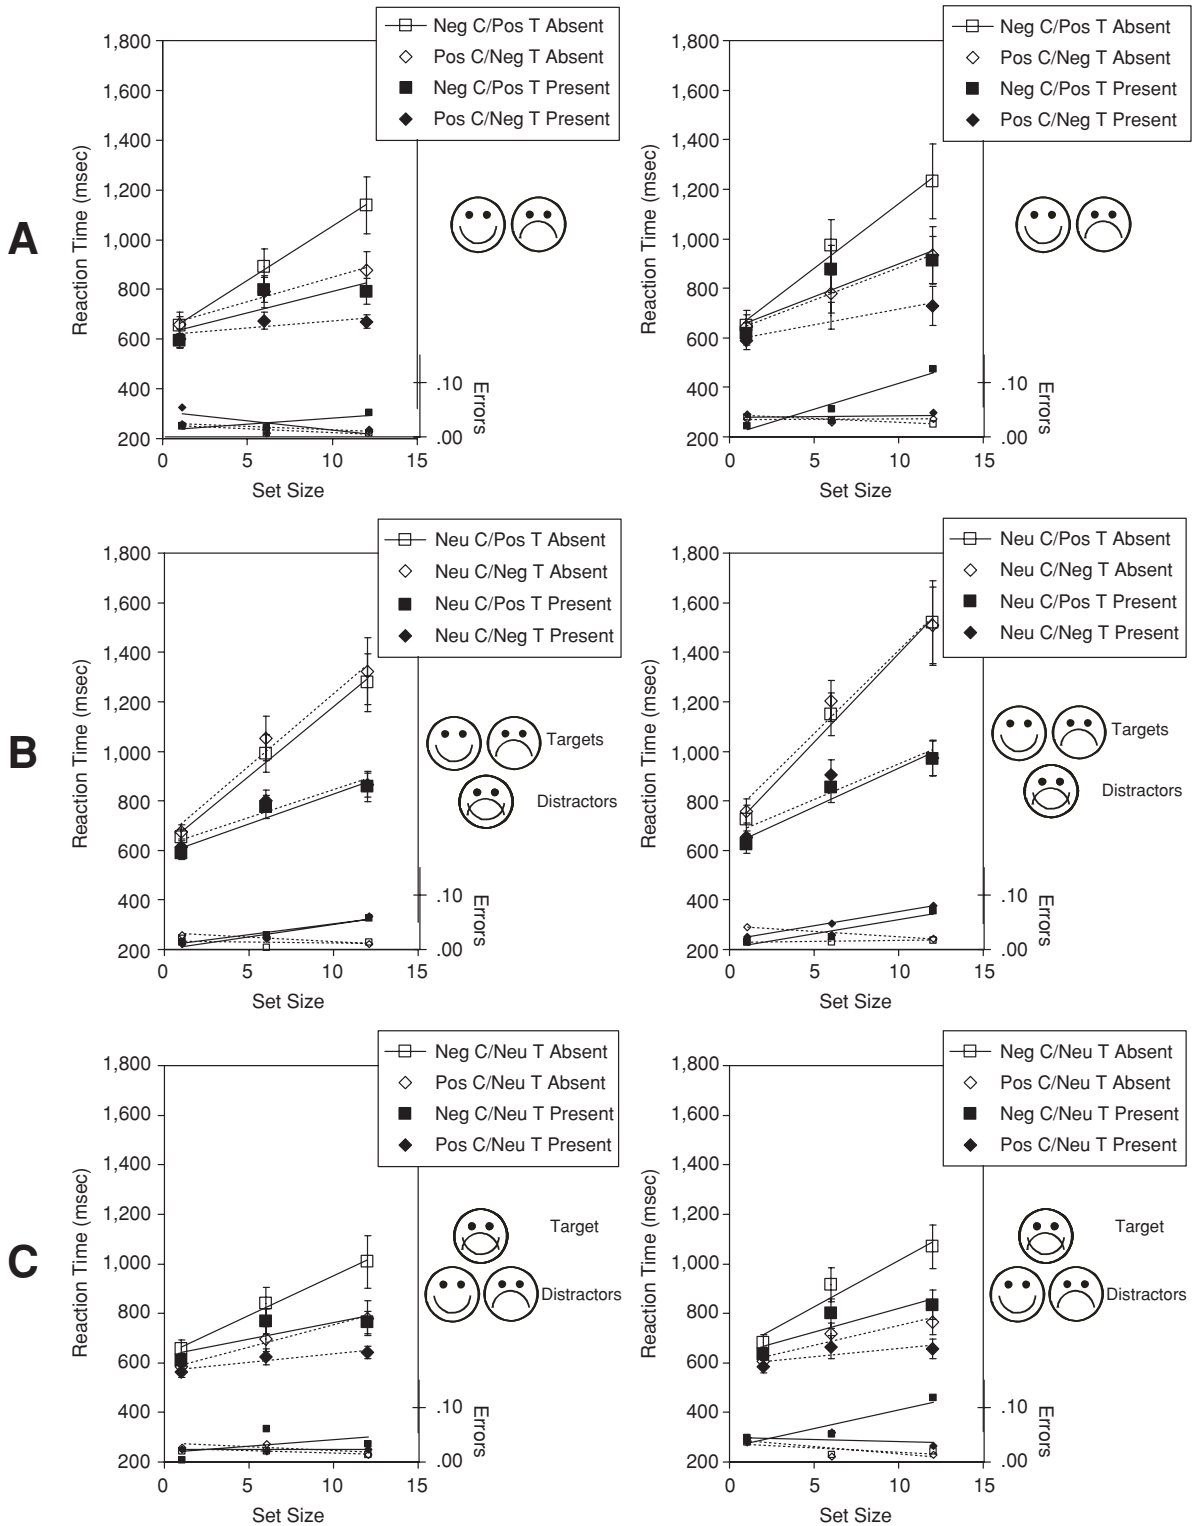 A
Neg C/Pos T Absent
Pos C/Neg T Absent
Neg C/Pos T Present
Pos C/Neg T Present
Reaction Time (msec)
1,800
1,600
1,400
1,200
1,000
800
600
400
200
0
5
10
15
Set Size
.10
.00
Errors
Neg C/Pos T Absent
Pos C/Neg T Absent
Neg C/Pos T Present
Pos C/Neg T Present
Reaction Time (msec)
1,800
1,600
1,400
1,200
1,000
800
600
400
200
0
5
10
15
Set Size
.10
.00
Errors
B
Neu C/Pos T Absent
Neu C/Neg T Absent
Neu C/Pos T Present
Neu C/Neg T Present
Reaction Time (msec)
1,800
1,600
1,400
1,200
1,000
800
600
400
200
0
5
10
15
Set Size
.10
.00
Errors
Targets
Distractors
Neu C/Pos T Absent
Neu C/Neg T Absent
Neu C/Pos T Present
Neu C/Neg T Present
Reaction Time (msec)
1,800
1,600
1,400
1,200
1,000
800
600
400
200
0
5
10
15
Set Size
.10
.00
Errors
Targets
Distractors
C
Neg C/Neu T Absent
Pos C/Neu T Absent
Neg C/Neu T Present
Pos C/Neu T Present
Reaction Time (msec)
1,800
1,600
1,400
1,200
1,000
800
600
400
200
0
5
10
15
Set Size
.10
.00
Errors
Target
Distractors
Neg C/Neu T Absent
Pos C/Neu T Absent
Neg C/Neu T Present
Pos C/Neu T Present
Reaction Time (msec)
1,800
1,600
1,400
1,200
1,000
800
600
400
200
0
5
10
15
Set Size
.10
.00
Errors
Target
Distractors